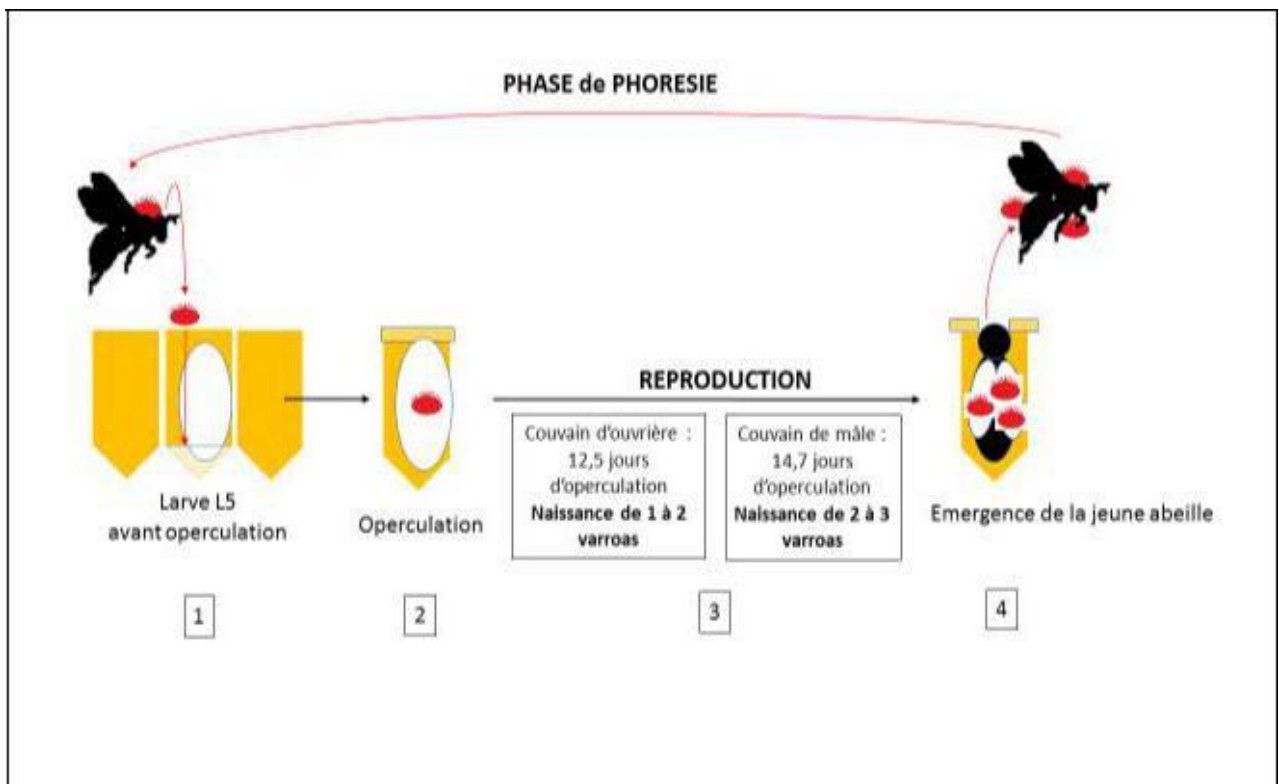 PHASE de PHORESIE
REPRODUCTION
Couvain d'ouvrière :
12,5 jours
d'operculation
Naissance de 1 à 2
varroas
Couvain de mâle :
14,7 jours
d'operculation
Naissance de 2 à 3
varroas
Larve L5
avant operculation
Operculation
Emergence de la jeune abeille
1
2
3
4